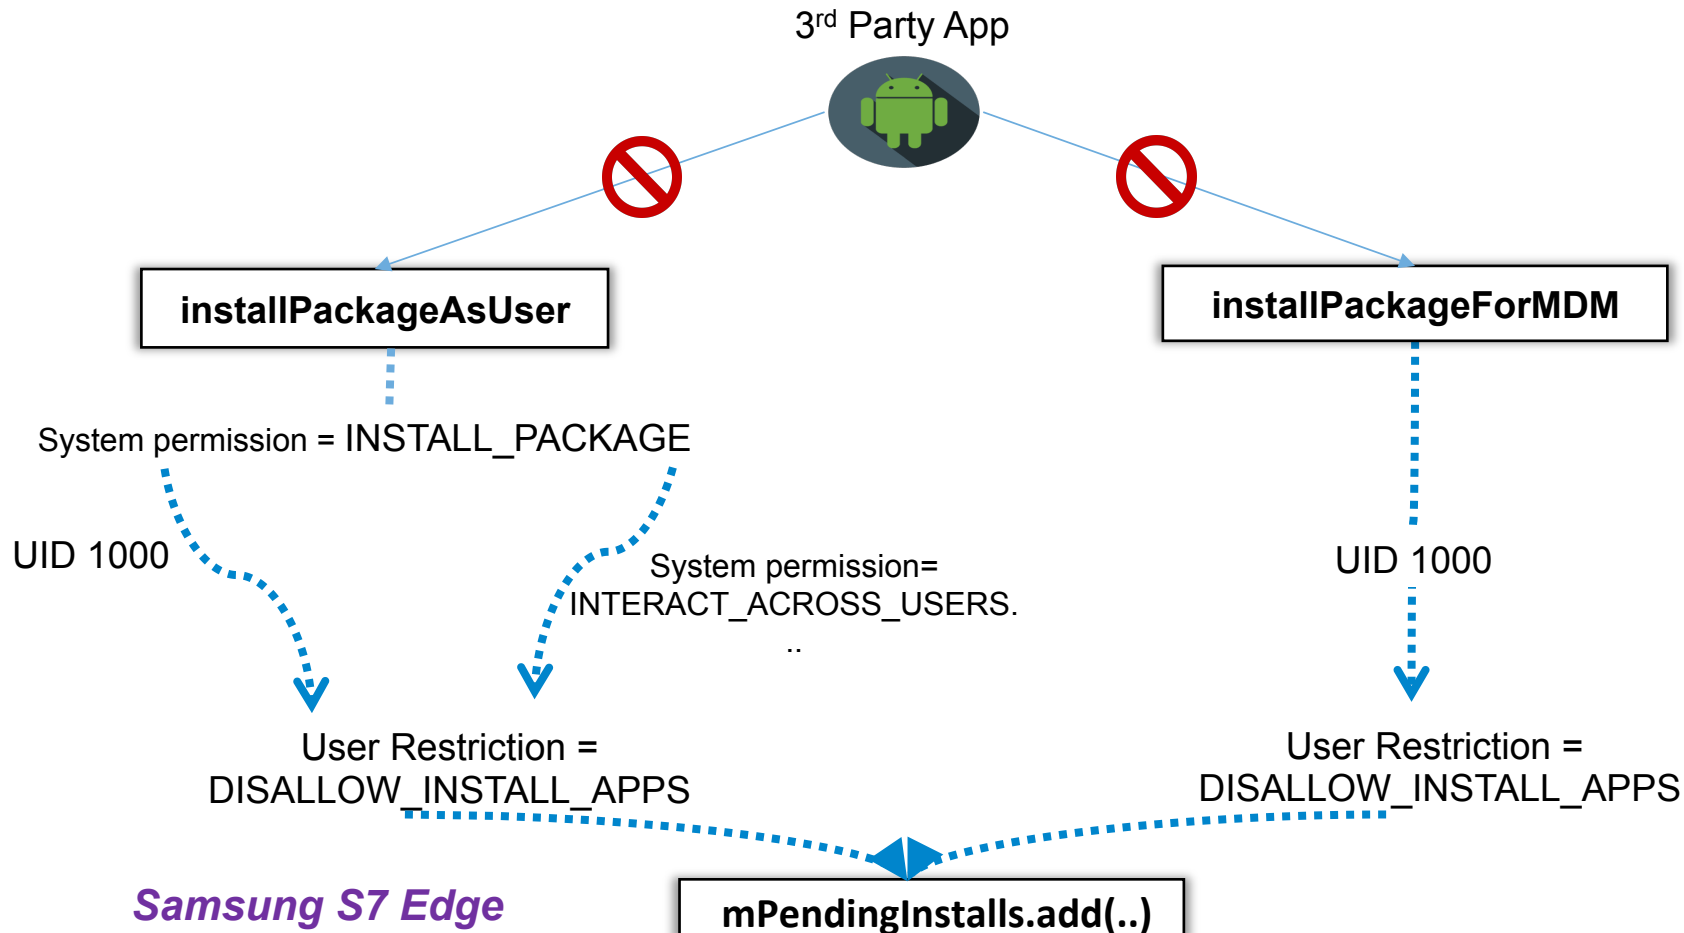 3rd Party App
installPackageAsUser
installPackageForMDM
System permission = INSTALL_PACKAGE
UID 1000
System permission=
INTERACT_ACROSS_USERS.
..
UID 1000
User Restriction =
DISALLOW_INSTALL_APPS
User Restriction =
DISALLOW_INSTALL_APPS
Samsung S7 Edge
mPendingInstalls.add(..)